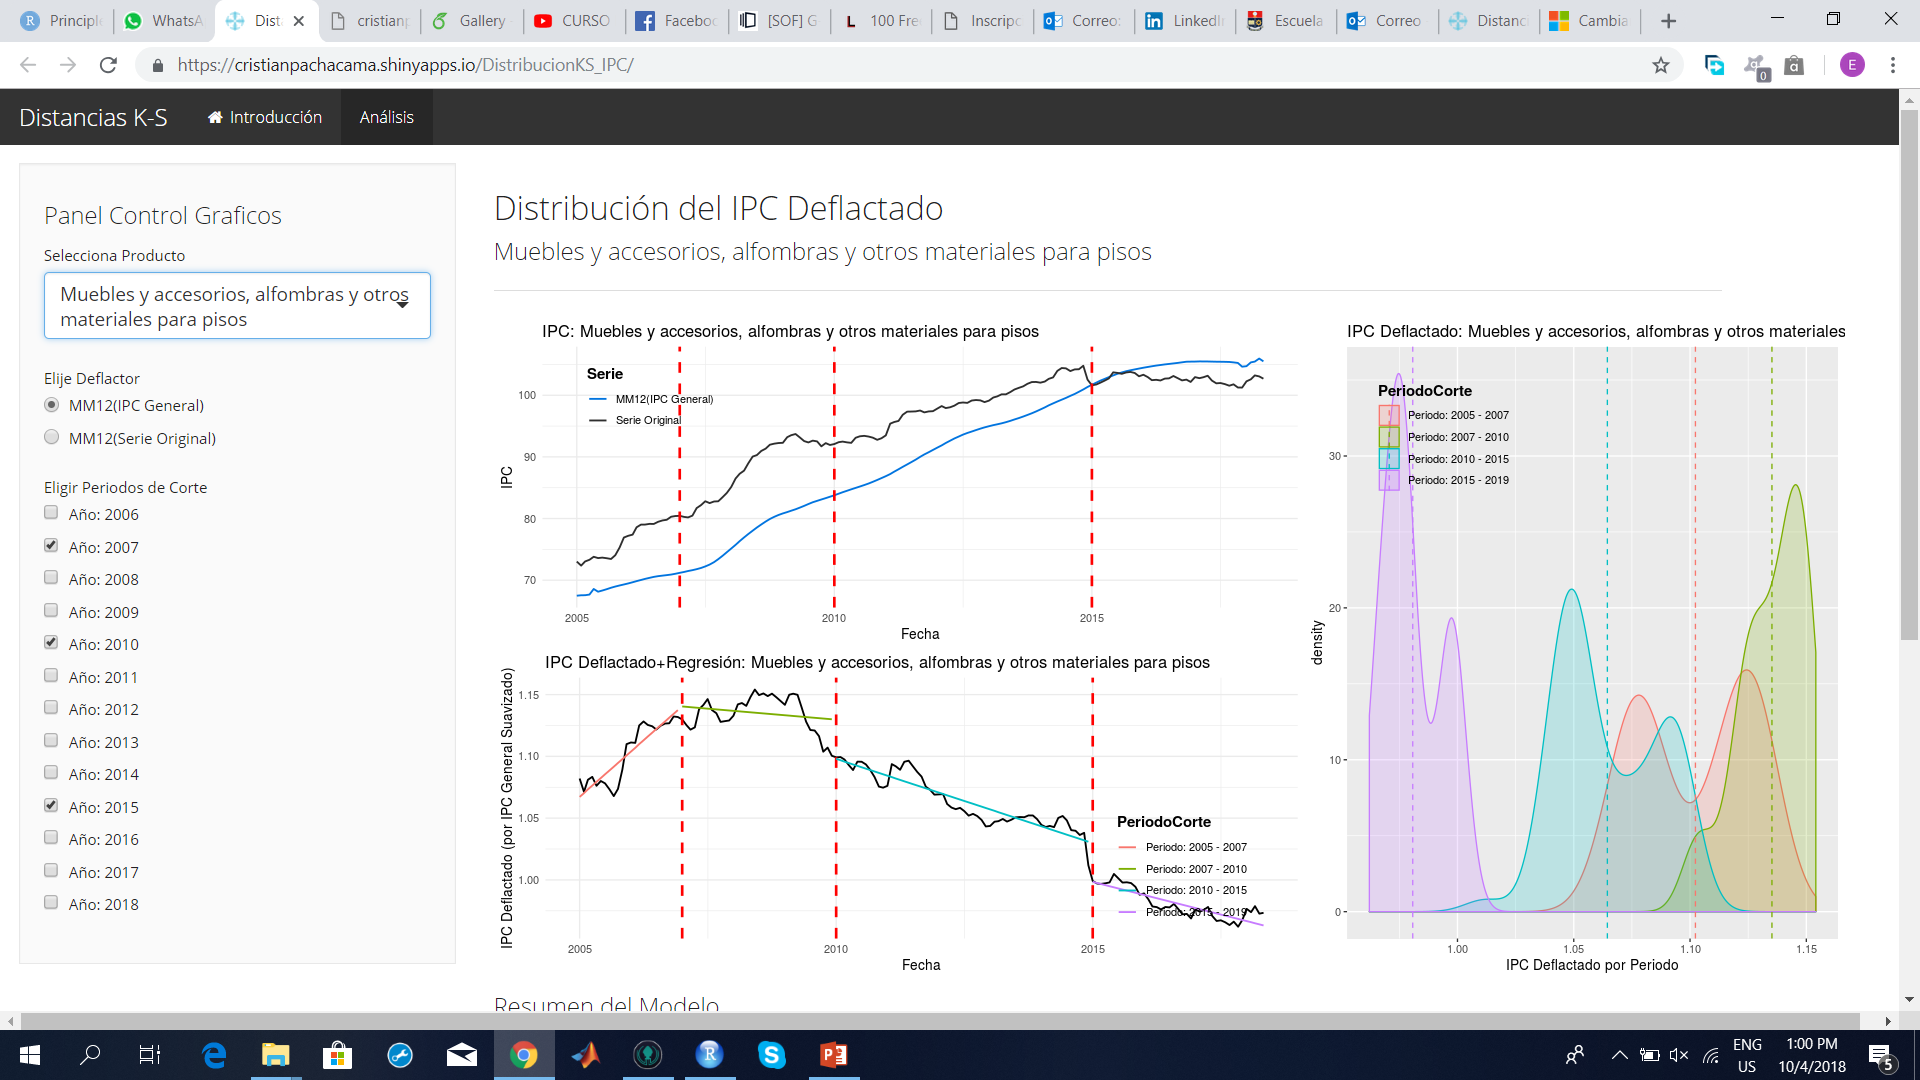 Principl
WhatsA
Dist
cristianp
Gallery
CURSO
Faceboo
[SOF] G
100 Fre
Inscripc
Correo:
LinkedI
Escuela
Correo
Distanc
Cambia
https://cristianpachacama.shinyapps.io/DistribucionKS_IPC/
0
E
Distancias K-S
Introducción
Análisis
Panel Control Graficos
Selecciona Producto
Muebles y accesorios, alfombras y otros
materiales para pisos
Elije Deflactor
MM12(IPC General)
MM12(Serie Original)
Eligir Periodos de Corte
Año: 2006
Año: 2007
Año: 2008
Año: 2009
Año: 2010
Año: 2011
Año: 2012
Año: 2013
Año: 2014
Año: 2015
Año: 2016
Año: 2017
Año: 2018
Distribución del IPC Deflactado
Muebles y accesorios, alfombras y otros materiales para pisos
IPC: Muebles y accesorios, alfombras y otros materiales para pisos
Serie
MM12(IPC General)
Serie Original
100
90
80
70
IPC
2005
2010
2015
Fecha
IPC Deflactado+Regresión: Muebles y accesorios, alfombras y otros materiales para pisos
IPC Deflactado (por IPC General Suavizado)
1.15
1.10
1.05
1.00
PeriodoCorte
Periodo: 2005 - 2007
Periodo: 2007 - 2010
Periodo: 2010 - 2015
Periodo: 2015 - 2019
2005
2010
2015
Fecha
IPC Deflactado: Muebles y accesorios, alfombras y otros materiales
PeriodoCorte
Periodo: 2005 - 2007
Periodo: 2007 - 2010
Periodo: 2010 - 2015
Periodo: 2015 - 2019
30
20
10
0
density
1.00
1.05
1.10
1.15
IPC Deflactado por Periodo
Resumen del Modelo
ENG
US
1:00 PM
10/4/2018
5